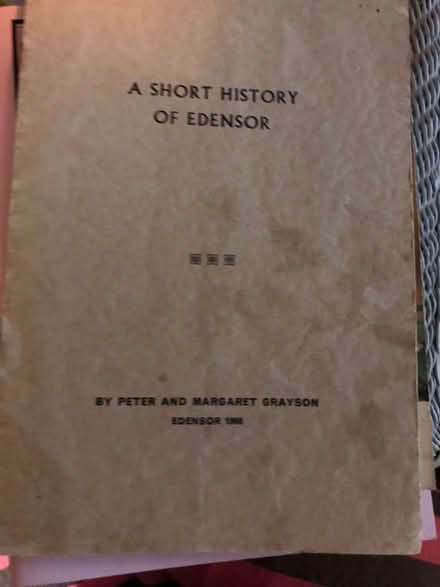 A SHORT HISTORY
OF EDENSOR
BY PETER AND MARGARET GRAYSON
EDENSOR